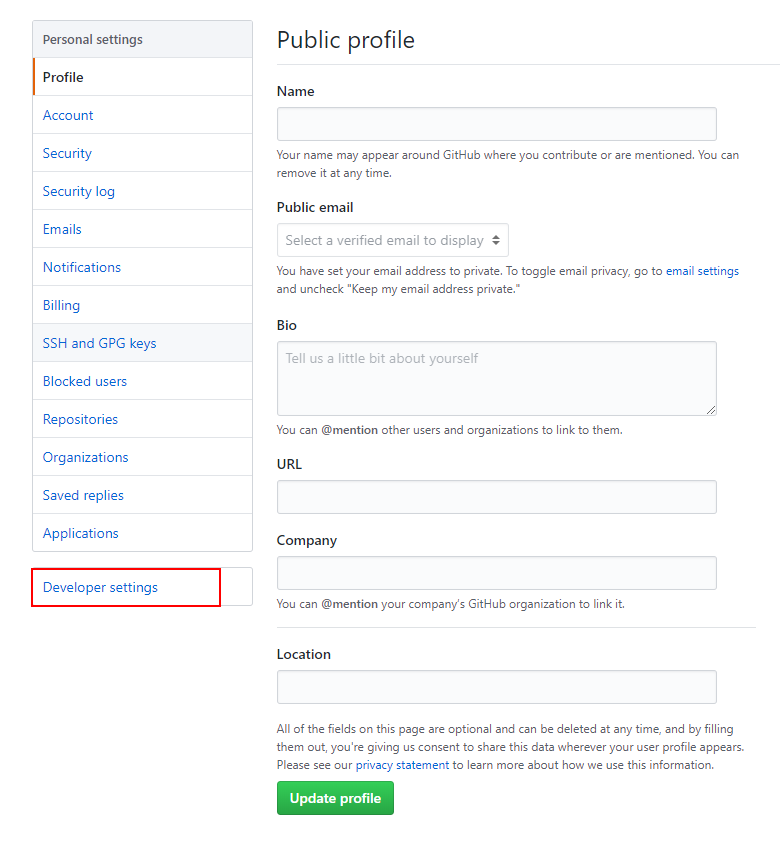 Personal settings
Profile
Account
Security
Security log
Emails
Notifications
Billing
SSH and GPG keys
Blocked users
Repositories
Organizations
Saved replies
Applications
Developer settings
Public profile
Name
Your name may appear around GitHub where you contribute or are mentioned. You can
remove it at any time.
Public email
Select a verified email to display
You have set your email address to private. To toggle email privacy, go to email settings
and uncheck "Keep my email address private."
Bio
Tell us a little bit about yourself
You can @mention other users and organizations to link to them.
URL
Company
You can @mention your company's GitHub organization to link it.
Location
All of the fields on this page are optional and can be deleted at any time, and by filling
them out, you're giving us consent to share this data wherever your user profile appears.
Please see our privacy statement to learn more about how we use this information.
Update profile